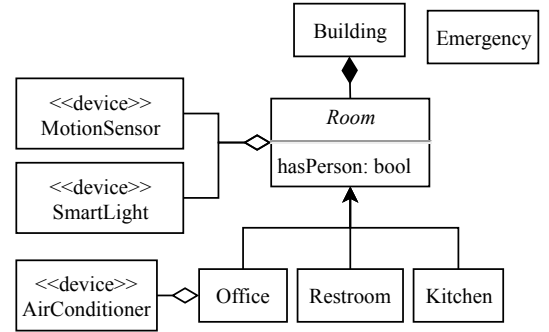 Building
Emergency
<<device>>
MotionSensor
Room
hasPerson: bool
<<device>>
SmartLight
<<device>>
AirConditioner
Office
Restroom
Kitchen